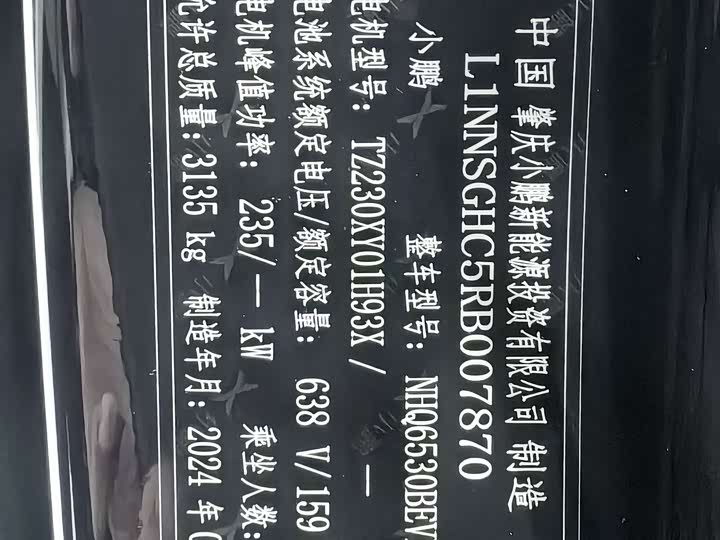 中国 肇庆小鹏新能源投资有限公司 制造
L1NNSGHC5RB007870
小鹏 整车型号: NHQ6530BEV
电机型号: TZ230XY01H93X / —
电池系统额定电压/额定容量: 638 V/159
电机峰值功率: 235/— kW 乘坐人数:
允许总质量: 3135 kg 制造年月: 2024 年